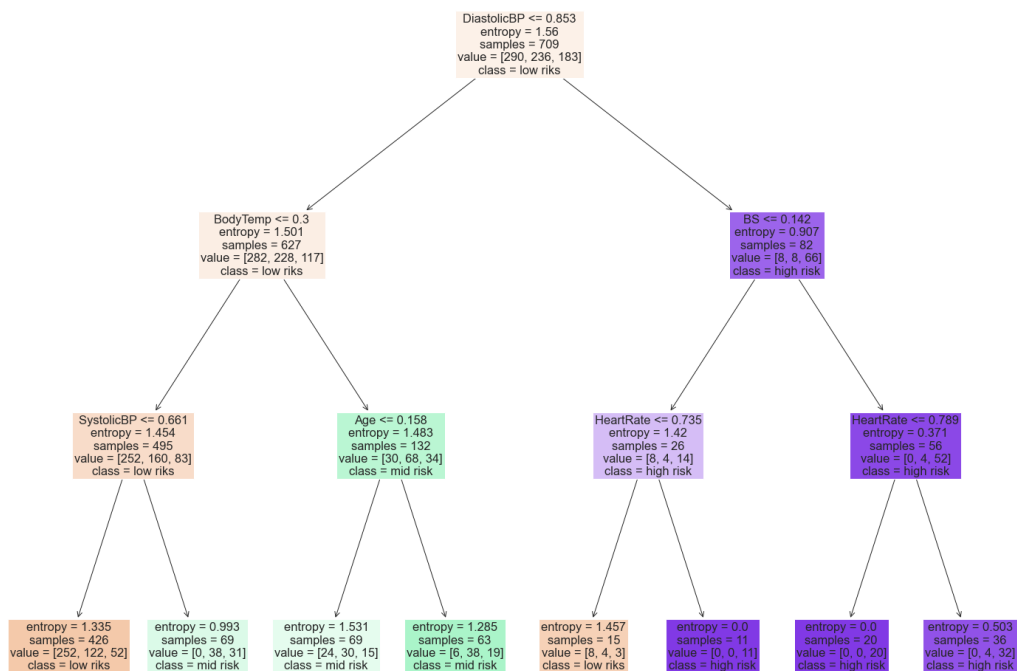 DiastolicBP <= 0.853
entropy = 1.56
samples = 709
value = [290, 236, 183]
class = low riks
BodyTemp <= 0.3
entropy = 1.501
samples = 627
value = [282, 228, 117]
class = low riks
BS <= 0.142
entropy = 0.907
samples = 82
value = [8, 8, 66]
class = high risk
SystolicBP <= 0.661
entropy = 1.454
samples = 495
value = [252, 160, 83]
class = low riks
Age <= 0.158
entropy = 1.483
samples = 132
value = [30, 68, 34]
class = mid risk
HeartRate <= 0.735
entropy = 1.42
samples = 26
value = [8, 4, 14]
class = high risk
HeartRate <= 0.789
entropy = 0.371
samples = 56
value = [0, 4, 52]
class = high risk
entropy = 1.335
samples = 426
value = [252, 122, 52]
class = low riks
entropy = 0.993
samples = 69
value = [0, 38, 31]
class = mid risk
entropy = 1.531
samples = 69
value = [24, 30, 15]
class = mid risk
entropy = 1.285
samples = 63
value = [6, 38, 19]
class = mid risk
entropy = 1.457
samples = 15
value = [8, 4, 3]
class = low riks
entropy = 0.0
samples = 11
value = [0, 0, 11]
class = high risk
entropy = 0.0
samples = 20
value = [0, 0, 20]
class = high risk
entropy = 0.503
samples = 36
value = [0, 4, 32]
class = high risk